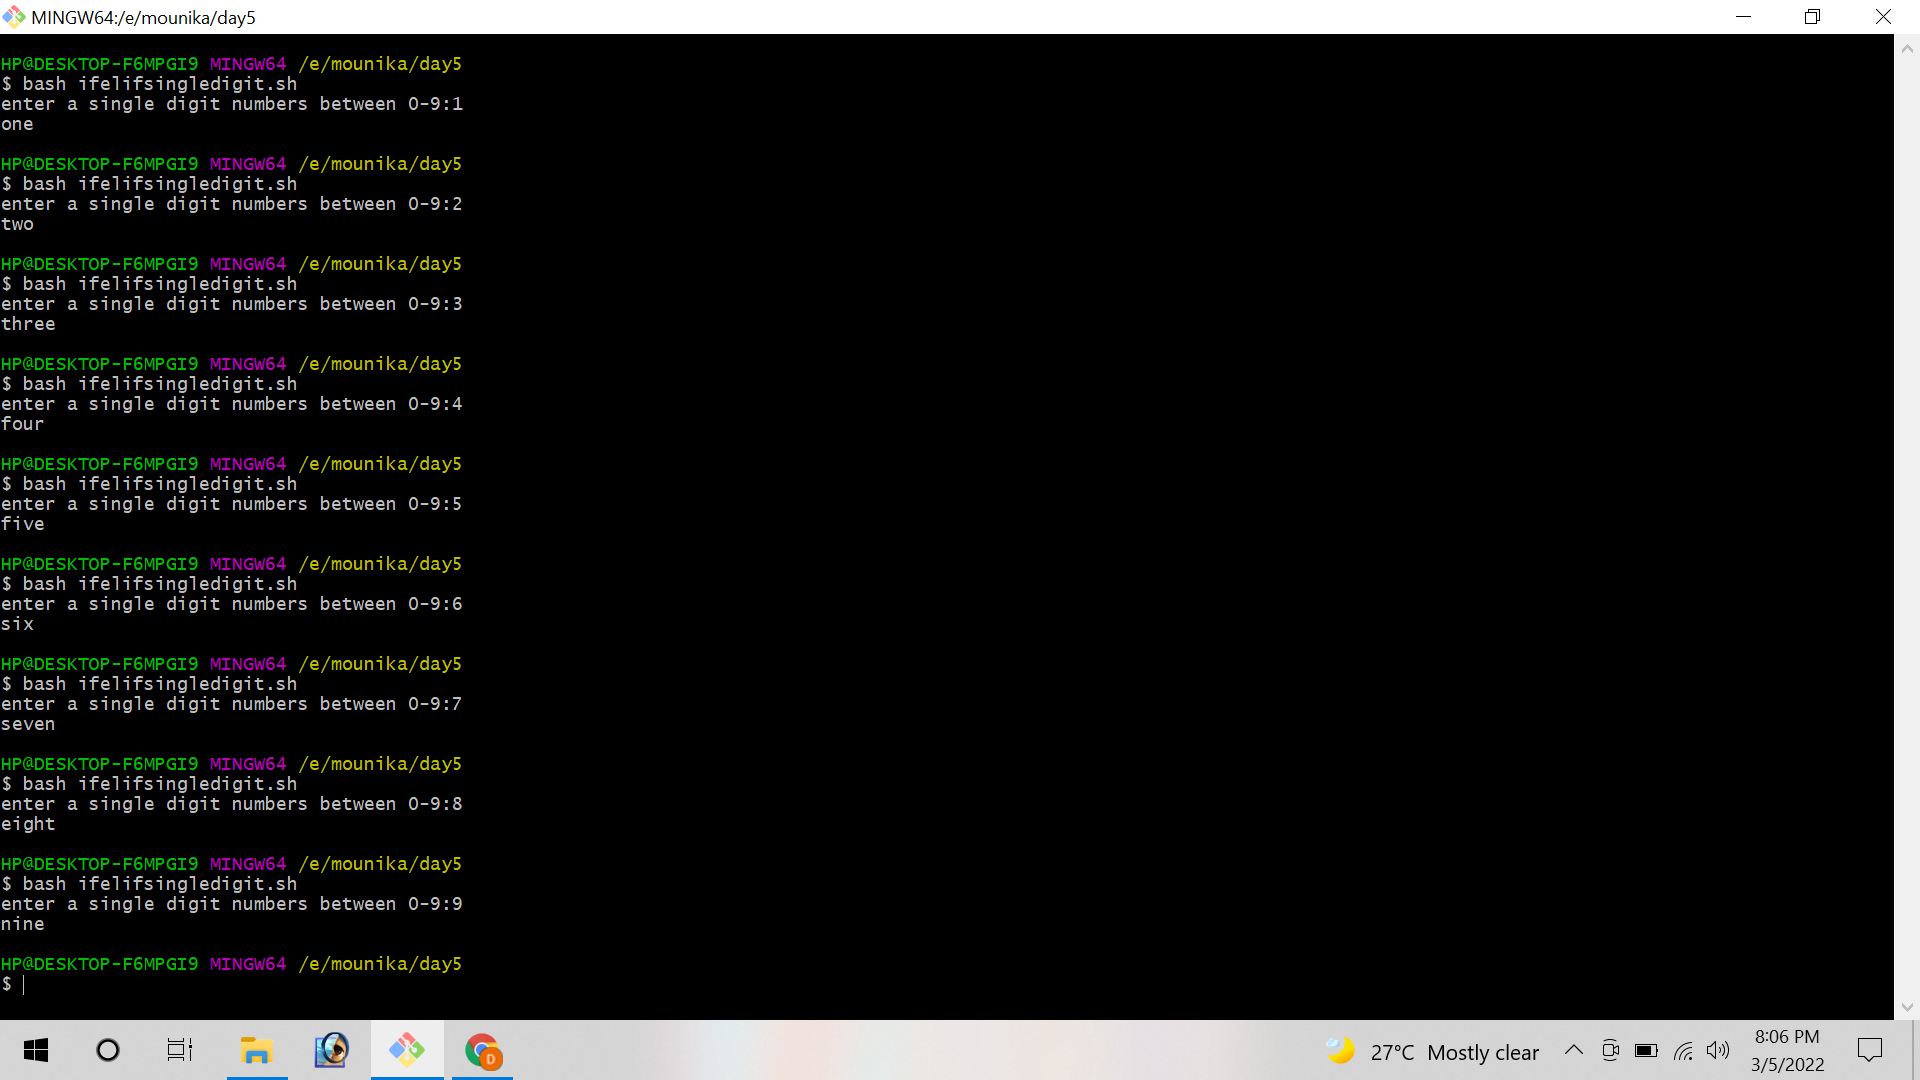 MINGW64:/e/mounika/day5
HP@DESKTOP-F6MPGI9 MINGW64 /e/mounika/day5
$ bash ifelifsingledigit.sh
enter a single digit numbers between 0-9:1
one
HP@DESKTOP-F6MPGI9 MINGW64 /e/mounika/day5
$ bash ifelifsingledigit.sh
enter a single digit numbers between 0-9:2
two
HP@DESKTOP-F6MPGI9 MINGW64 /e/mounika/day5
$ bash ifelifsingledigit.sh
enter a single digit numbers between 0-9:3
three
HP@DESKTOP-F6MPGI9 MINGW64 /e/mounika/day5
$ bash ifelifsingledigit.sh
enter a single digit numbers between 0-9:4
four
HP@DESKTOP-F6MPGI9 MINGW64 /e/mounika/day5
$ bash ifelifsingledigit.sh
enter a single digit numbers between 0-9:5
five
HP@DESKTOP-F6MPGI9 MINGW64 /e/mounika/day5
$ bash ifelifsingledigit.sh
enter a single digit numbers between 0-9:6
six
HP@DESKTOP-F6MPGI9 MINGW64 /e/mounika/day5
$ bash ifelifsingledigit.sh
enter a single digit numbers between 0-9:7
seven
HP@DESKTOP-F6MPGI9 MINGW64 /e/mounika/day5
$ bash ifelifsingledigit.sh
enter a single digit numbers between 0-9:8
eight
HP@DESKTOP-F6MPGI9 MINGW64 /e/mounika/day5
$ bash ifelifsingledigit.sh
enter a single digit numbers between 0-9:9
nine
HP@DESKTOP-F6MPGI9 MINGW64 /e/mounika/day5
$
D
27°C Mostly clear
8:06 PM
3/5/2022